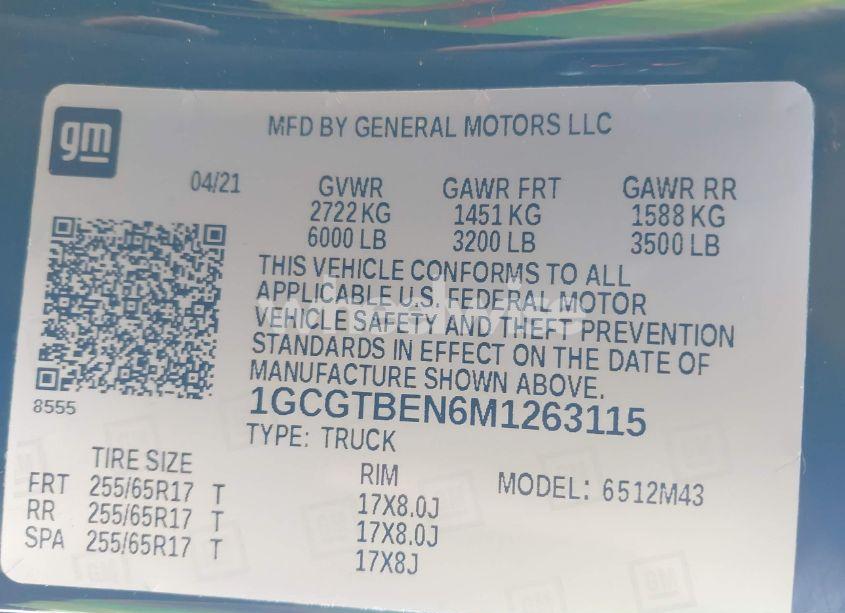 gm
MFD BY GENERAL MOTORS LLC
04/21 GVWR GAWR FRT GAWR RR
2722 KG 1451 KG 1588 KG
6000 LB 3200 LB 3500 LB
THIS VEHICLE CONFORMS TO ALL
APPLICABLE U.S. FEDERAL MOTOR
VEHICLE SAFETY AND THEFT PREVENTION
STANDARDS IN EFFECT ON THE DATE OF
MANUFACTURE SHOWN ABOVE.
8555
1GCGTBEN6M1263115
TYPE: TRUCK
TIRE SIZE RIM MODEL: 6512M43
FRT 255/65R17 T 17X8.0J
RR 255/65R17 T 17X8.0J
SPA 255/65R17 T 17X8J